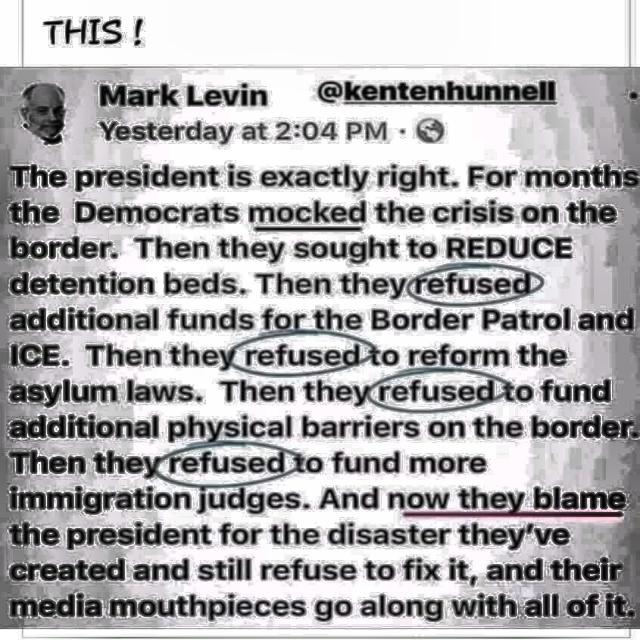 THIS !
Mark Levin @kentenhunnell
Yesterday at 2:04 PM ·
The president is exactly right. For months
the Democrats mocked the crisis on the
border. Then they sought to REDUCE
detention beds. Then they refused
additional funds for the Border Patrol and
ICE. Then they refused to reform the
asylum laws. Then they refused to fund
additional physical barriers on the border.
Then they refused to fund more
immigration judges. And now they blame
the president for the disaster they've
created and still refuse to fix it, and their
media mouthpieces go along with all of it.